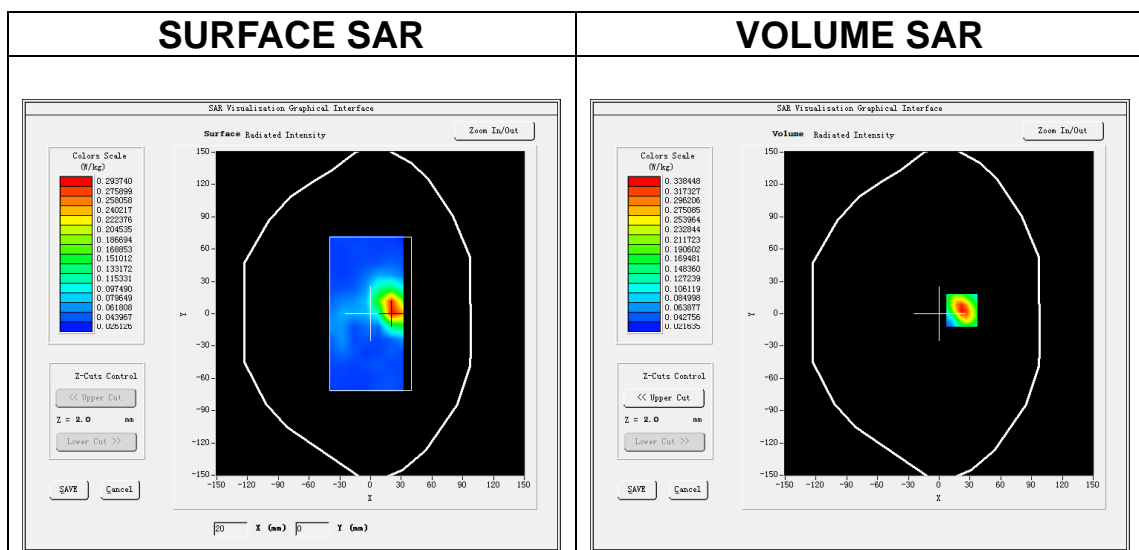 SURFACE SAR
VOLUME SAR
SAR Visualisation Graphical Interface
Surface Radiated Intensity
Zoom In/Out
Colors Scale
(W/kg)
0.293740
0.275899
0.258058
0.240217
0.222376
0.204535
0.186694
0.168853
0.151012
0.133172
0.115331
0.097490
0.079649
0.061808
0.043967
0.026126
Z-Cuts Control
<< Upper Cut
Z = 2.0 mm
Lower Cut >>
SAVE Cancel
150
120
90
60
30
0
-30
-60
-90
-120
-150
Y
-150 -120 -90 -60 -30 0 30 60 90 120 150
X
20 X (mm) 0 Y (mm)
SAR Visualisation Graphical Interface
Volume Radiated Intensity
Zoom In/Out
Colors Scale
(W/kg)
0.338448
0.317327
0.296206
0.275085
0.253964
0.232844
0.211723
0.190602
0.169481
0.148360
0.127239
0.106119
0.084998
0.063877
0.042756
0.021635
Z-Cuts Control
<< Upper Cut
Z = 2.0 mm
Lower Cut >>
SAVE Cancel
150
120
90
60
30
0
-30
-60
-90
-120
-150
Y
-150 -120 -90 -60 -30 0 30 60 90 120 150
X